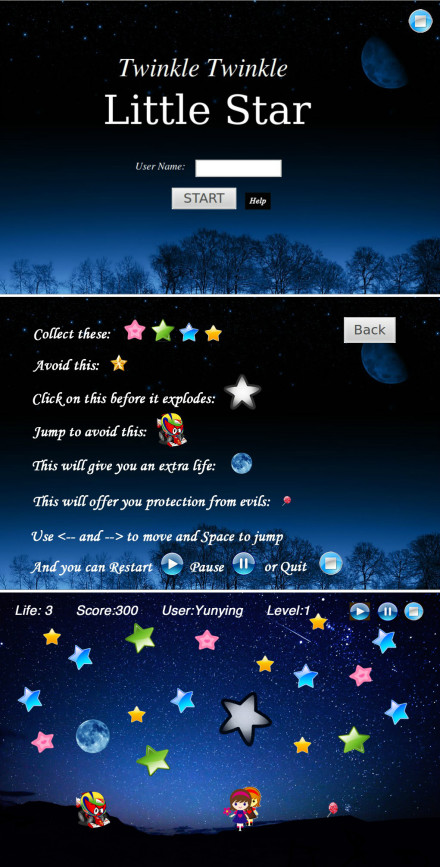 Twinkle Twinkle
Little Star
User Name:
START Help
Collect these:
Back
Avoid this:
Click on this before it explodes:
Jump to avoid this:
This will give you an extra life:
This will offer you protection from evils:
Use <-- and --> to move and Space to jump
And you can Restart Pause or Quit
Life: 3 Score:300 User:Yunying Level:1